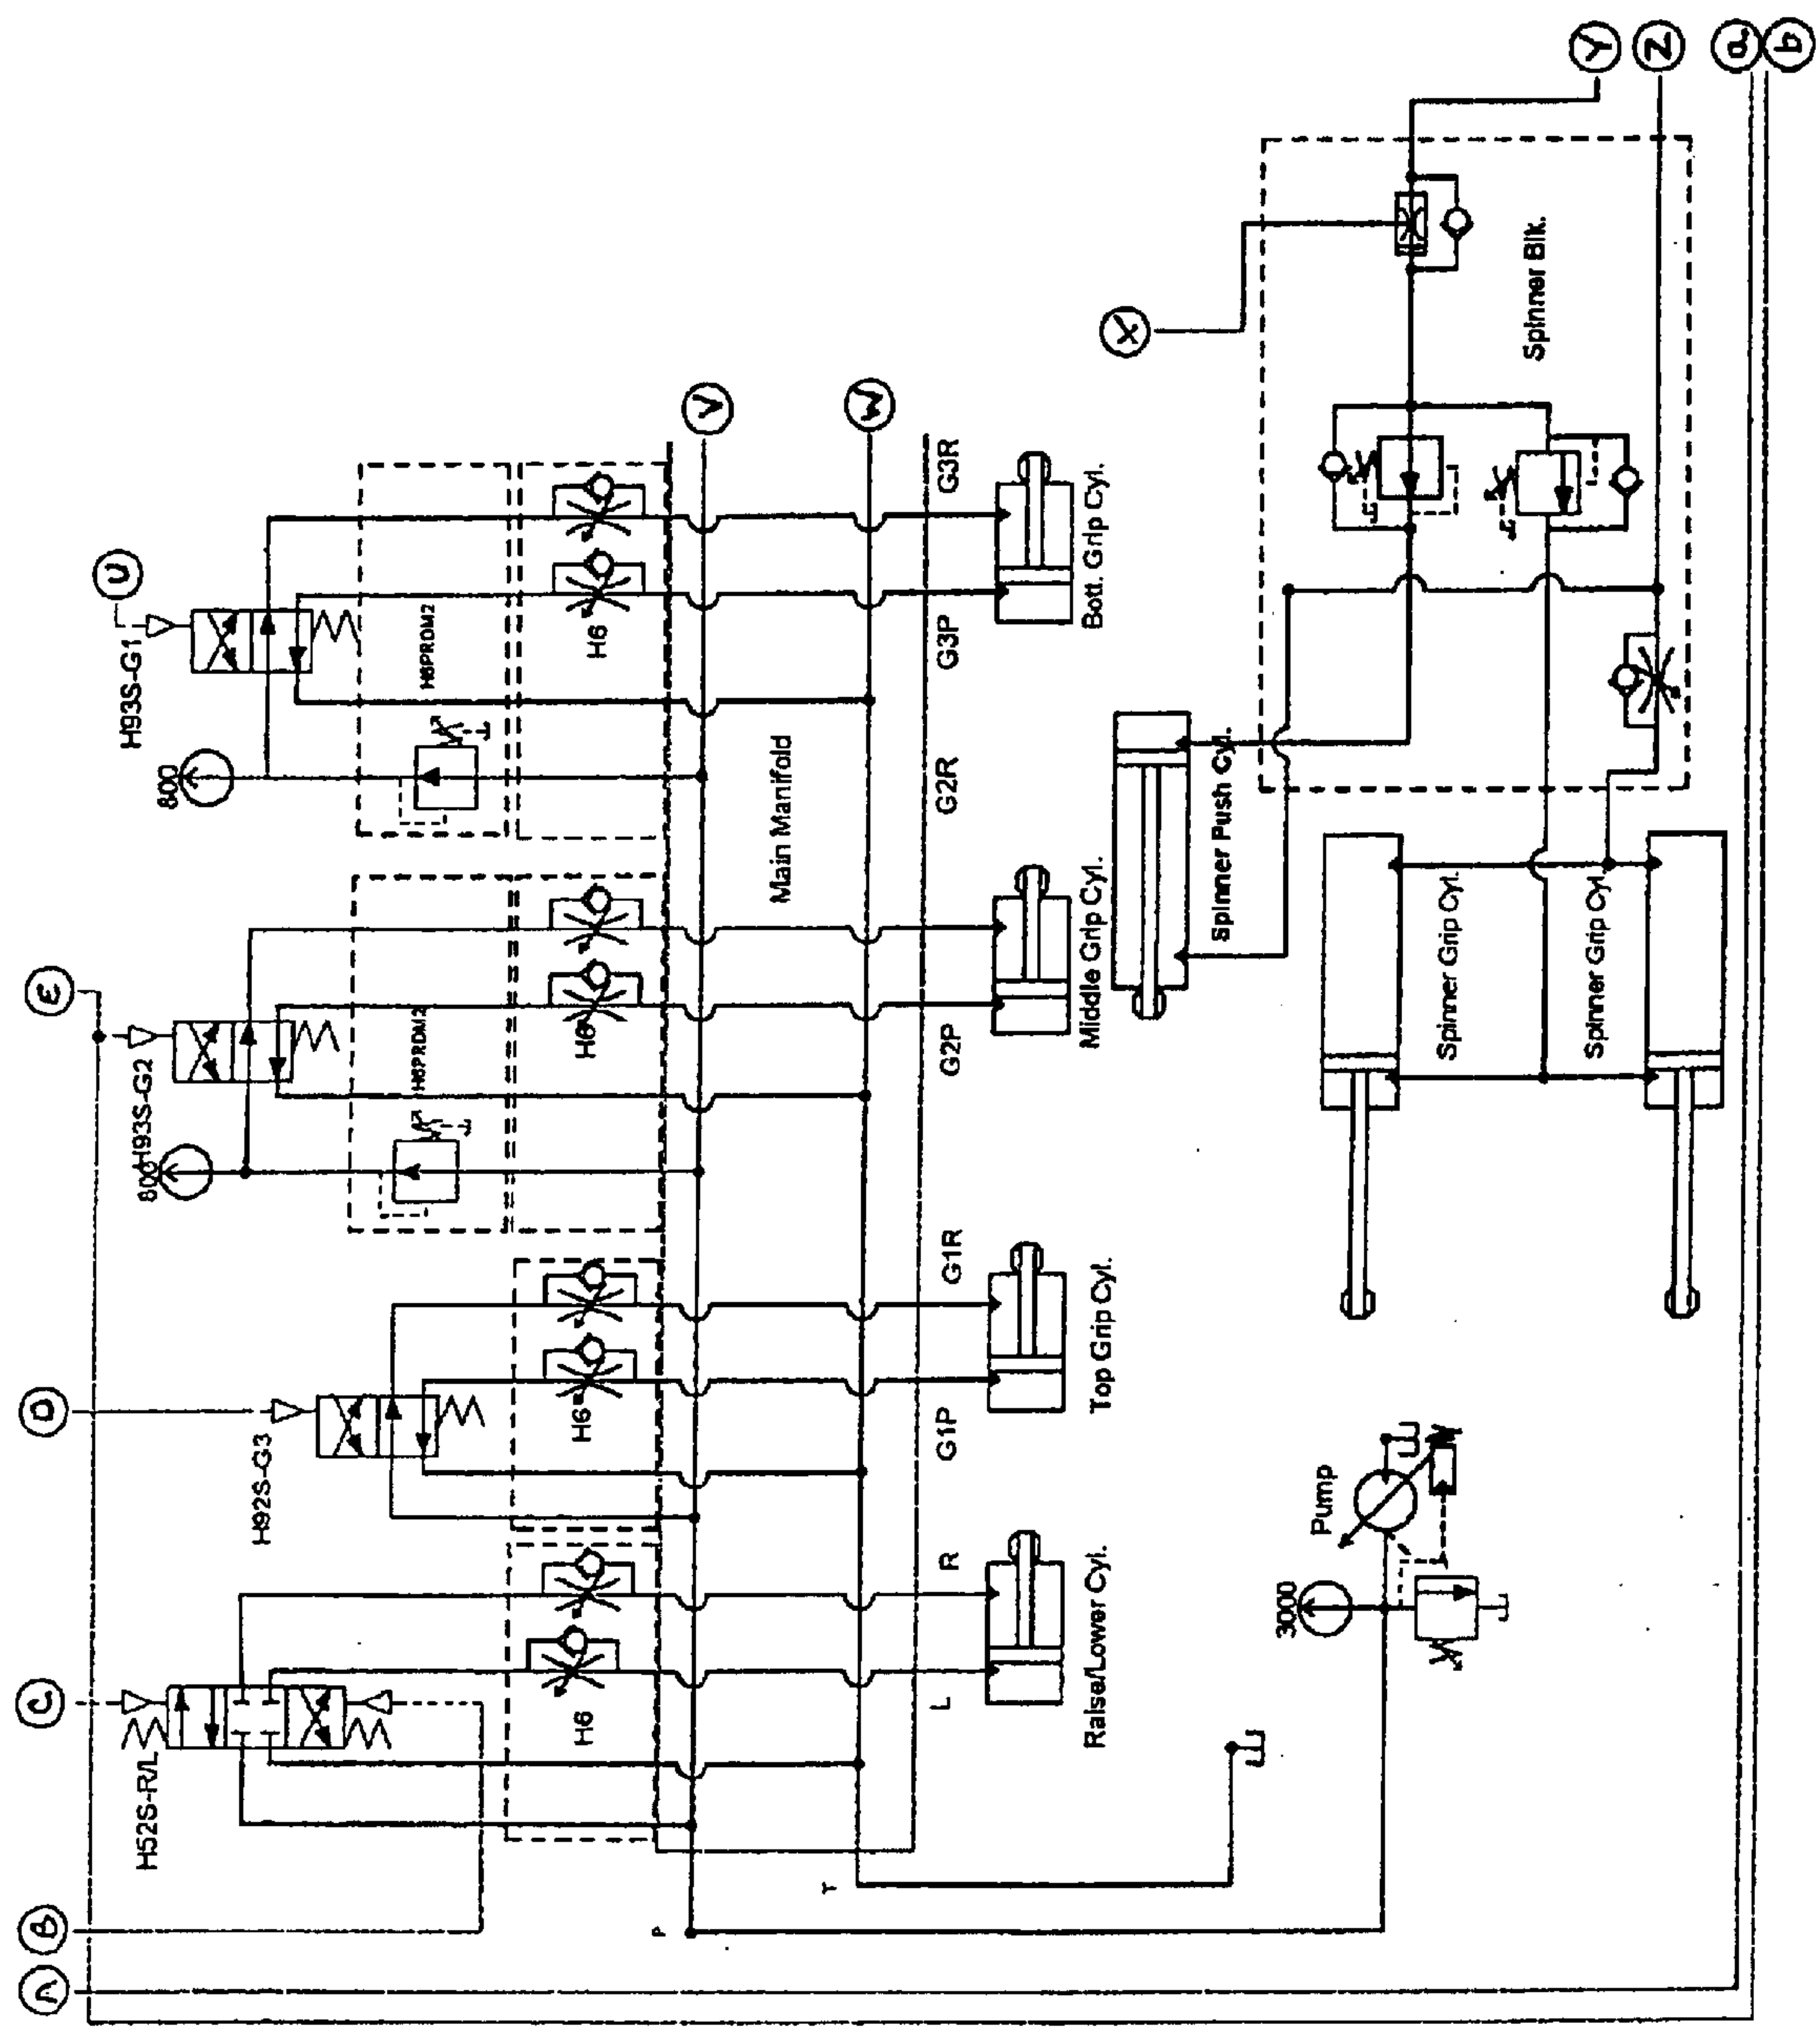 A
B
C
D
E
U
H52S-R/L
H92S-G3
H93S-G2
H93S-G1
800
800
H6PRDM2
H6PRDM2
H6
H6
H6
H6
V
W
Main Manifold
P
T
L
R
G1P
G1R
G2P
G2R
G3P
G3R
Raise/Lower Cyl.
Top Grip Cyl.
Middle Grip Cyl.
Bott. Grip Cyl.
X
Y
Z
a
b
Spinner Push Cyl.
Spinner Blk.
Spinner Grip Cyl.
Spinner Grip Cyl.
Pump
3000